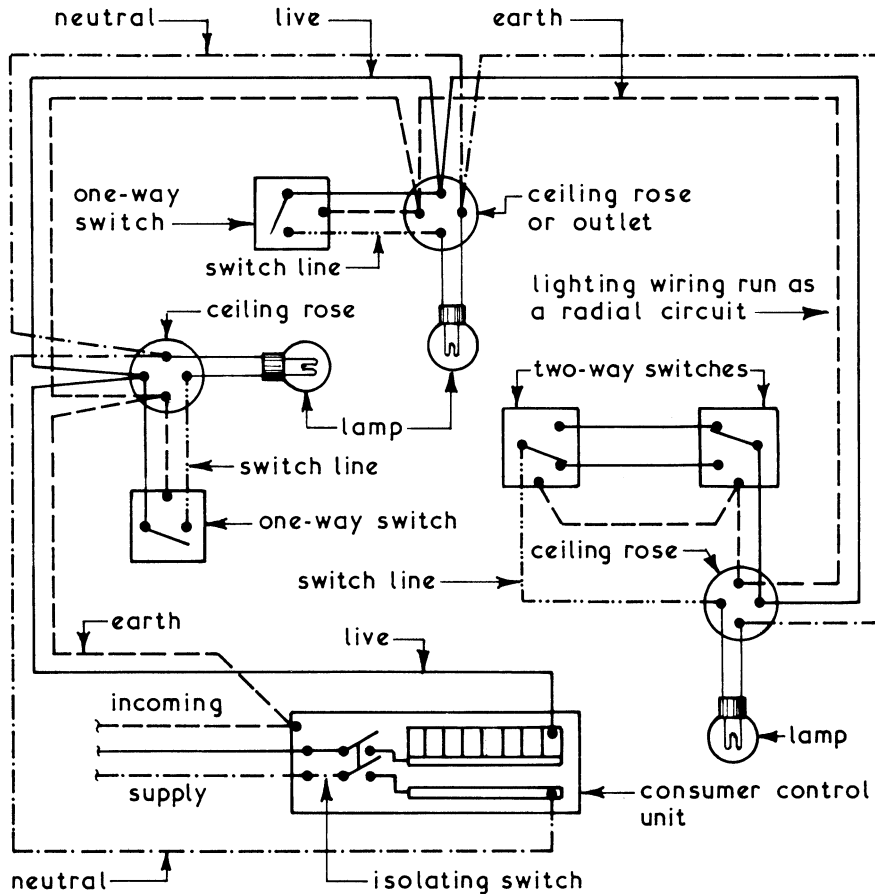 neutral
live
earth
one-way
switch
ceiling rose
or outlet
switch line
lighting wiring run as
a radial circuit
ceiling rose
two-way switches
lamp
switch line
one-way switch
ceiling rose
switch line
earth
live
incoming
lamp
supply
consumer control
unit
neutral
isolating switch